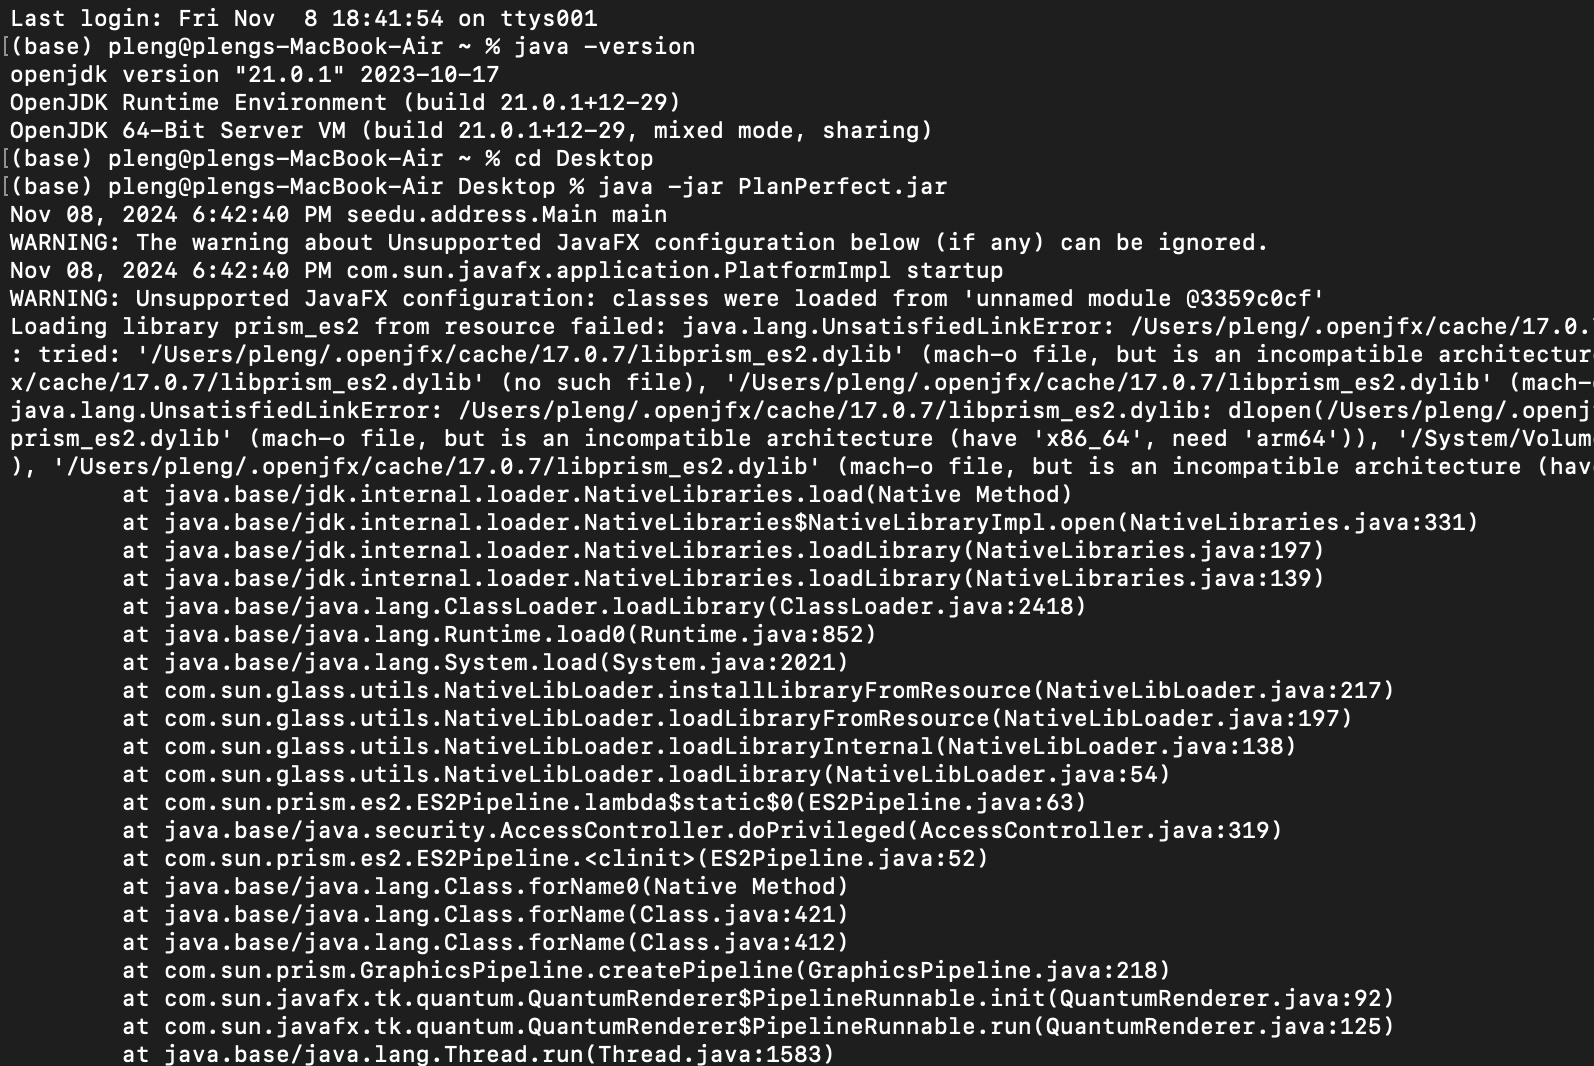 Last login: Fri Nov  8 18:41:54 on ttys001
[(base) pleng@plengs-MacBook-Air ~ % java -version
openjdk version "21.0.1" 2023-10-17
OpenJDK Runtime Environment (build 21.0.1+12-29)
OpenJDK 64-Bit Server VM (build 21.0.1+12-29, mixed mode, sharing)
[(base) pleng@plengs-MacBook-Air ~ % cd Desktop
[(base) pleng@plengs-MacBook-Air Desktop % java -jar PlanPerfect.jar
Nov 08, 2024 6:42:40 PM seedu.address.Main main
WARNING: The warning about Unsupported JavaFX configuration below (if any) can be ignored.
Nov 08, 2024 6:42:40 PM com.sun.javafx.application.PlatformImpl startup
WARNING: Unsupported JavaFX configuration: classes were loaded from 'unnamed module @3359c0cf'
Loading library prism_es2 from resource failed: java.lang.UnsatisfiedLinkError: /Users/pleng/.openjfx/cache/17.0.
: tried: '/Users/pleng/.openjfx/cache/17.0.7/libprism_es2.dylib' (mach-o file, but is an incompatible architectur
x/cache/17.0.7/libprism_es2.dylib' (no such file), '/Users/pleng/.openjfx/cache/17.0.7/libprism_es2.dylib' (mach-
java.lang.UnsatisfiedLinkError: /Users/pleng/.openjfx/cache/17.0.7/libprism_es2.dylib: dlopen(/Users/pleng/.openj
prism_es2.dylib' (mach-o file, but is an incompatible architecture (have 'x86_64', need 'arm64')), '/System/Volum
), '/Users/pleng/.openjfx/cache/17.0.7/libprism_es2.dylib' (mach-o file, but is an incompatible architecture (hav
        at java.base/jdk.internal.loader.NativeLibraries.load(Native Method)
        at java.base/jdk.internal.loader.NativeLibraries$NativeLibraryImpl.open(NativeLibraries.java:331)
        at java.base/jdk.internal.loader.NativeLibraries.loadLibrary(NativeLibraries.java:197)
        at java.base/jdk.internal.loader.NativeLibraries.loadLibrary(NativeLibraries.java:139)
        at java.base/java.lang.ClassLoader.loadLibrary(ClassLoader.java:2418)
        at java.base/java.lang.Runtime.load0(Runtime.java:852)
        at java.base/java.lang.System.load(System.java:2021)
        at com.sun.glass.utils.NativeLibLoader.installLibraryFromResource(NativeLibLoader.java:217)
        at com.sun.glass.utils.NativeLibLoader.loadLibraryFromResource(NativeLibLoader.java:197)
        at com.sun.glass.utils.NativeLibLoader.loadLibraryInternal(NativeLibLoader.java:138)
        at com.sun.glass.utils.NativeLibLoader.loadLibrary(NativeLibLoader.java:54)
        at com.sun.prism.es2.ES2Pipeline.lambda$static$0(ES2Pipeline.java:63)
        at java.base/java.security.AccessController.doPrivileged(AccessController.java:319)
        at com.sun.prism.es2.ES2Pipeline.<clinit>(ES2Pipeline.java:52)
        at java.base/java.lang.Class.forName0(Native Method)
        at java.base/java.lang.Class.forName(Class.java:421)
        at java.base/java.lang.Class.forName(Class.java:412)
        at com.sun.prism.GraphicsPipeline.createPipeline(GraphicsPipeline.java:218)
        at com.sun.javafx.tk.quantum.QuantumRenderer$PipelineRunnable.init(QuantumRenderer.java:92)
        at com.sun.javafx.tk.quantum.QuantumRenderer$PipelineRunnable.run(QuantumRenderer.java:125)
        at java.base/java.lang.Thread.run(Thread.java:1583)